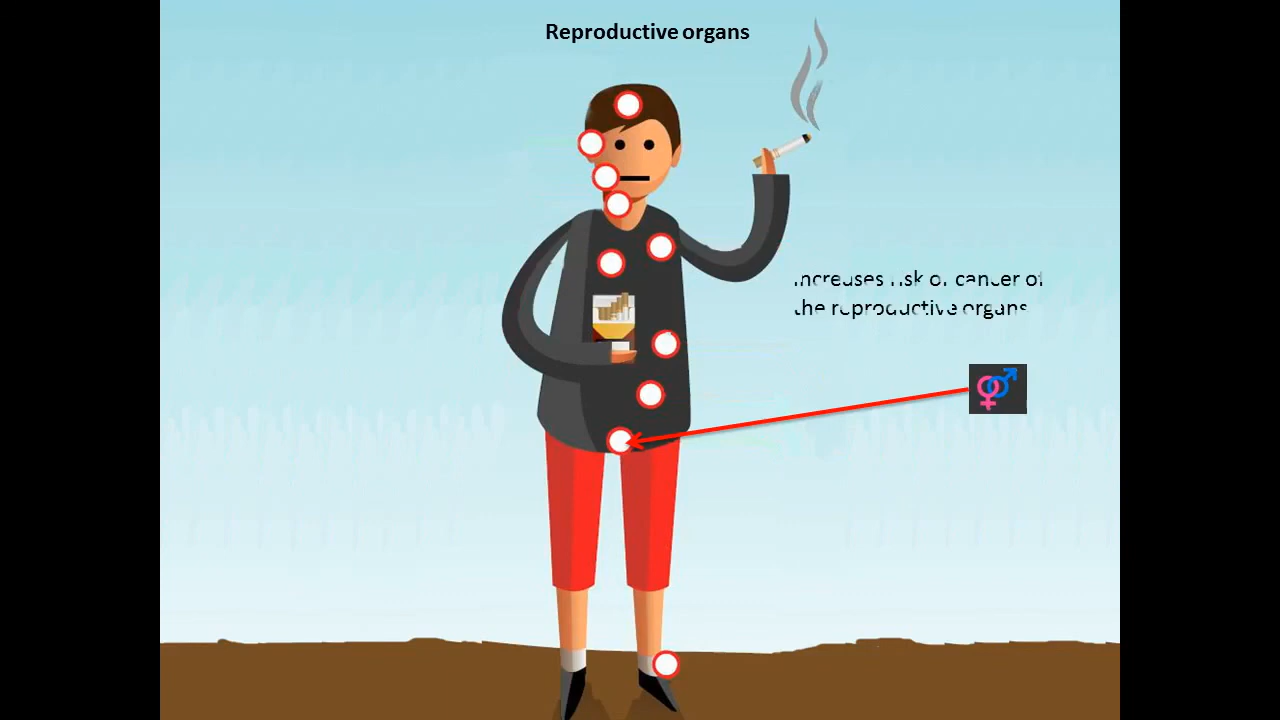 Reproductive organs
increases risk of cancer of
the reproductive organs